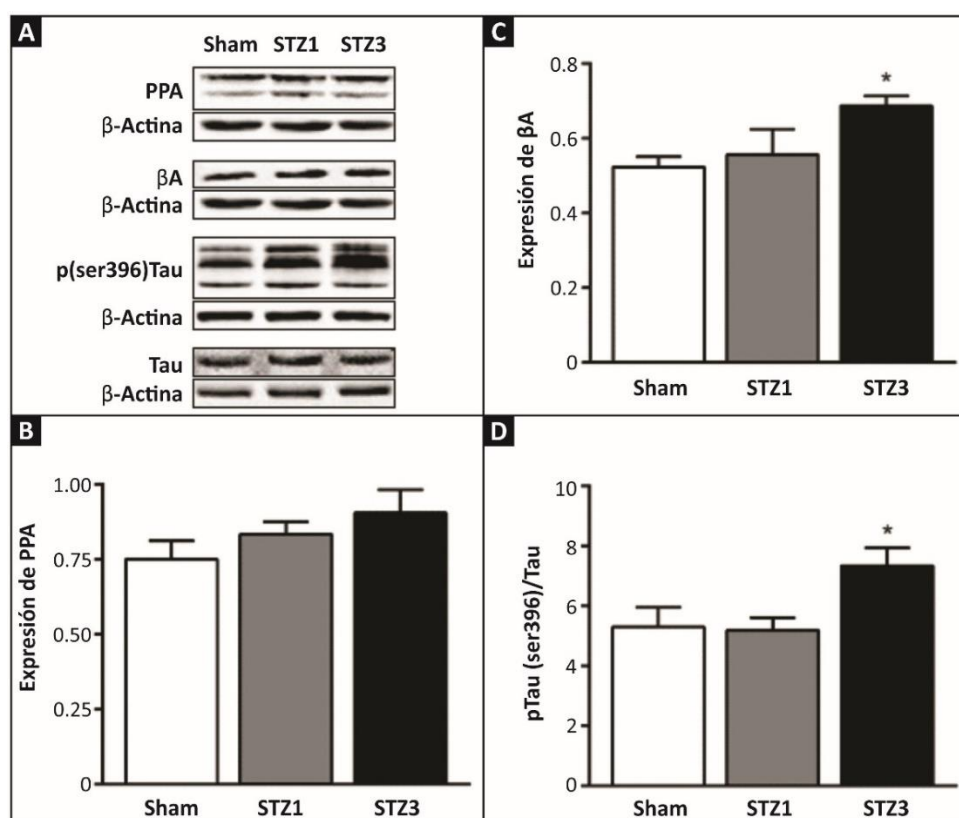 A
Sham STZ1 STZ3
PPA
β-Actina
βA
β-Actina
p(ser396)Tau
β-Actina
Tau
β-Actina
B
Expresión de PPA
1.00
0.75
0.50
0.25
0
Sham STZ1 STZ3
C
Expresión de βA
0.8
0.6
0.4
0.2
0
*
Sham STZ1 STZ3
D
pTau (ser396)/Tau
10
8
6
4
2
0
*
Sham STZ1 STZ3